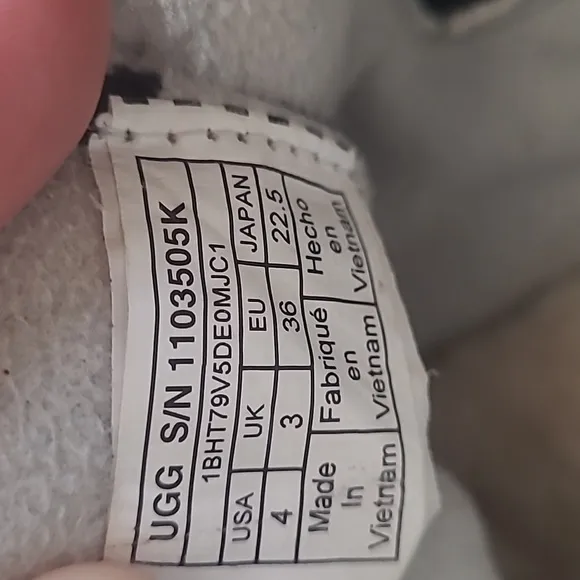 UGG S/N 1103505K
1BHT79V5DE0MJC1
USA UK EU JAPAN
4 3 36 22.5
Made In Vietnam
Fabriqué en Vietnam
Hecho en Vietnam